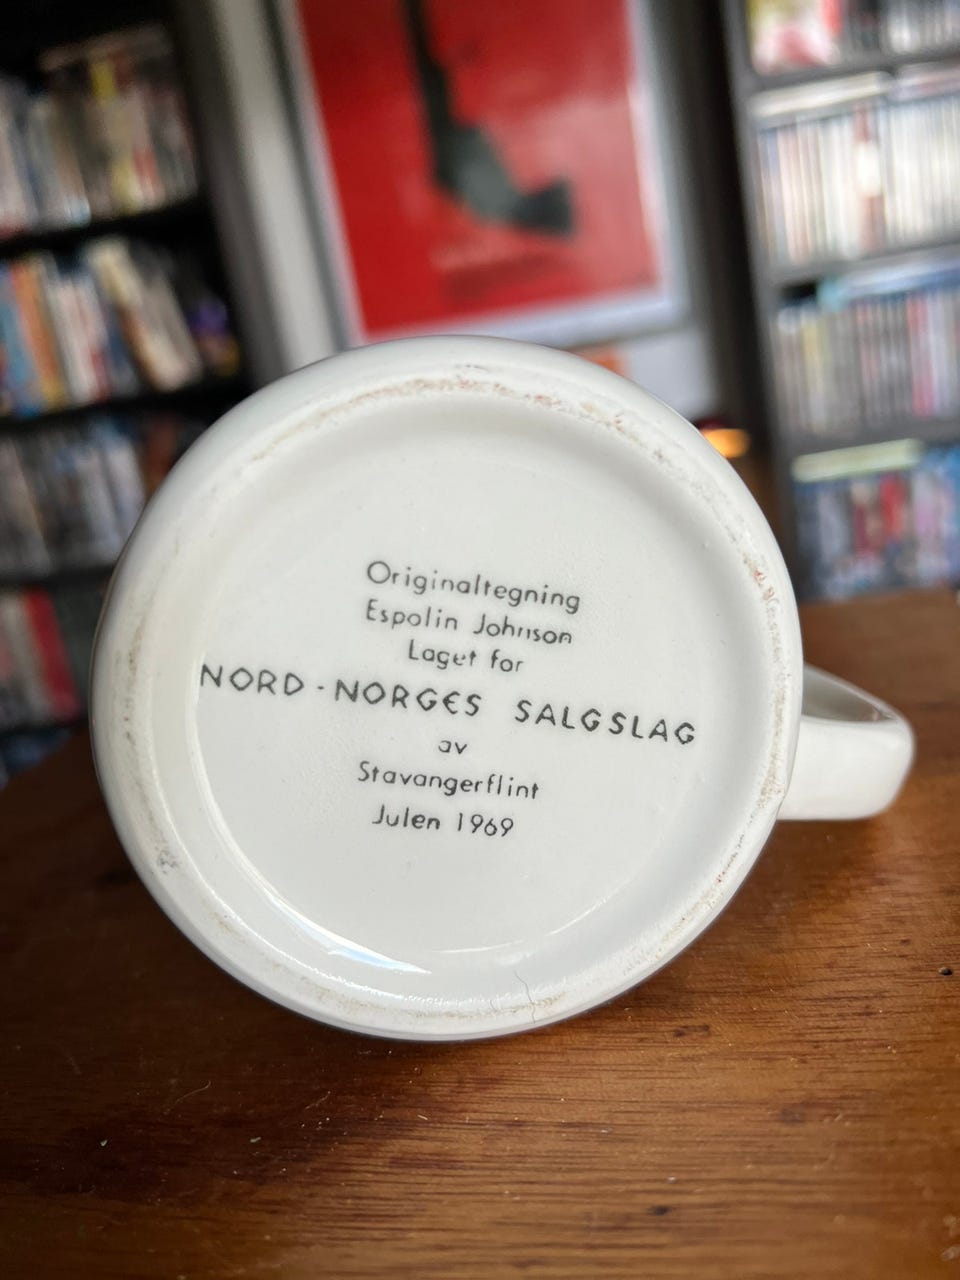 Originaltegning
Espolin Johnson
Laget for
NORD-NORGES SALGSLAG
av
Stavangerflint
Julen 1969